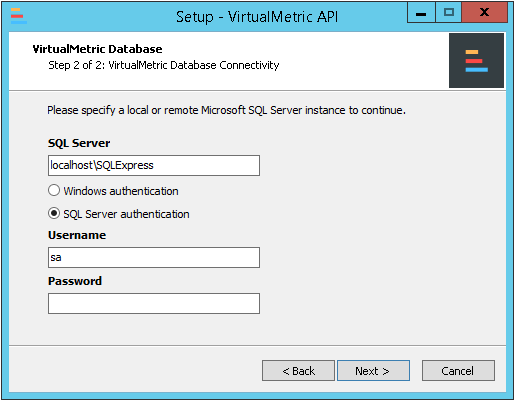 Setup - VirtualMetric API
VirtualMetric Database
Step 2 of 2: VirtualMetric Database Connectivity
Please specify a local or remote Microsoft SQL Server instance to continue.
SQL Server
localhost\SQLExpress
Windows authentication
SQL Server authentication
Username
sa
Password
< Back Next > Cancel